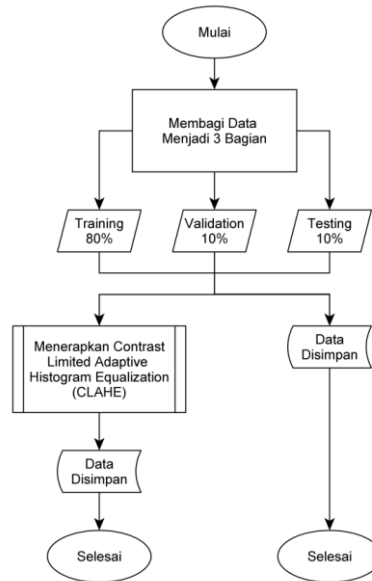 Mulai
Membagi Data
Menjadi 3 Bagian
Training
80%
Validation
10%
Testing
10%
Menerapkan Contrast
Limited Adaptive
Histogram Equalization
(CLAHE)
Data
Disimpan
Data
Disimpan
Selesai
Selesai